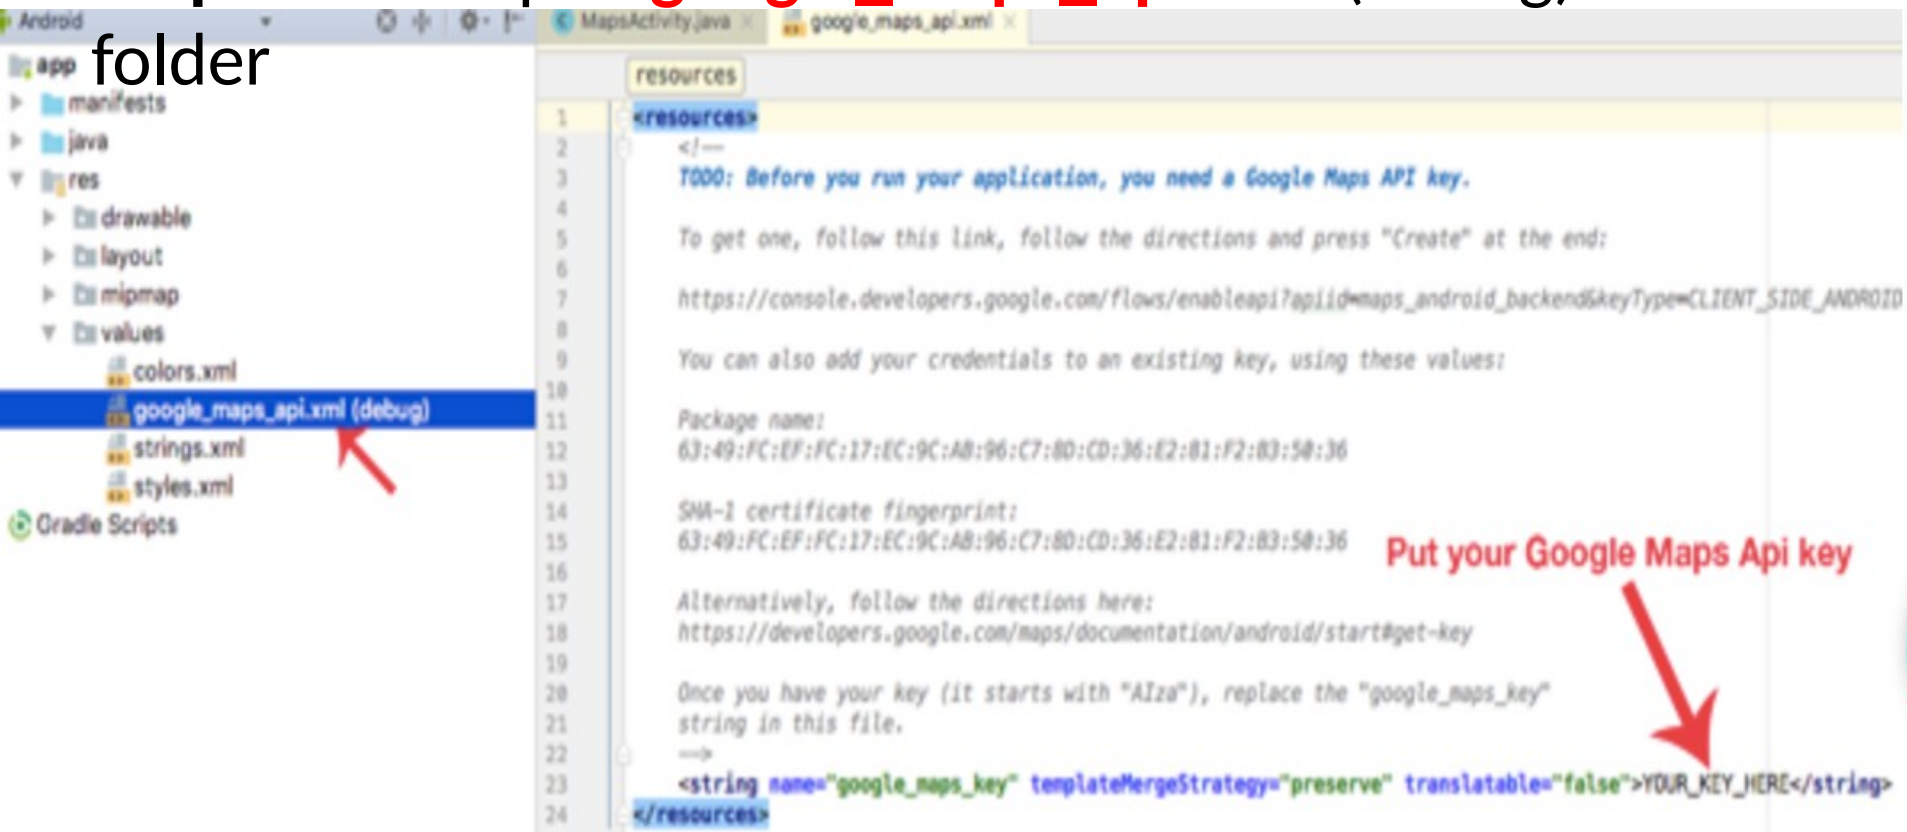 folder
Android
MapsActivity.java
google_maps_api.xml
app
manifests
java
res
drawable
layout
mipmap
values
colors.xml
google_maps_api.xml (debug)
strings.xml
styles.xml
Gradle Scripts
resources
1 <resources>
2 <!--
3 TODO: Before you run your application, you need a Google Maps API key.
4
5 To get one, follow this link, follow the directions and press "Create" at the end:
6
7 https://console.developers.google.com/flows/enableapi?apiid=maps_android_backend&keyType=CLIENT_SIDE_ANDROID
8
9 You can also add your credentials to an existing key, using these values:
10
11 Package name:
12 63:49:FC:EF:FC:17:EC:9C:AB:96:C7:8D:CD:36:E2:81:F2:B3:50:36
13
14 SHA-1 certificate fingerprint:
15 63:49:FC:EF:FC:17:EC:9C:AB:96:C7:8D:CD:36:E2:81:F2:B3:50:36
16
17 Alternatively, follow the directions here:
18 https://developers.google.com/maps/documentation/android/start#get-key
19
20 Once you have your key (it starts with "AIza"), replace the "google_maps_key"
21 string in this file.
22 -->
23 <string name="google_maps_key" templateMergeStrategy="preserve" translatable="false">YOUR_KEY_HERE</string>
24 </resources>
Put your Google Maps Api key